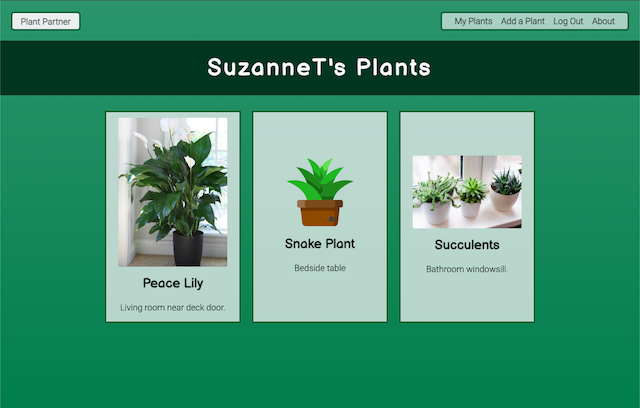 Plant Partner
My Plants Add a Plant Log Out About
SuzanneT's Plants
Peace Lily
Living room near deck door.
Snake Plant
Bedside table
Succulents
Bathroom windowsill.